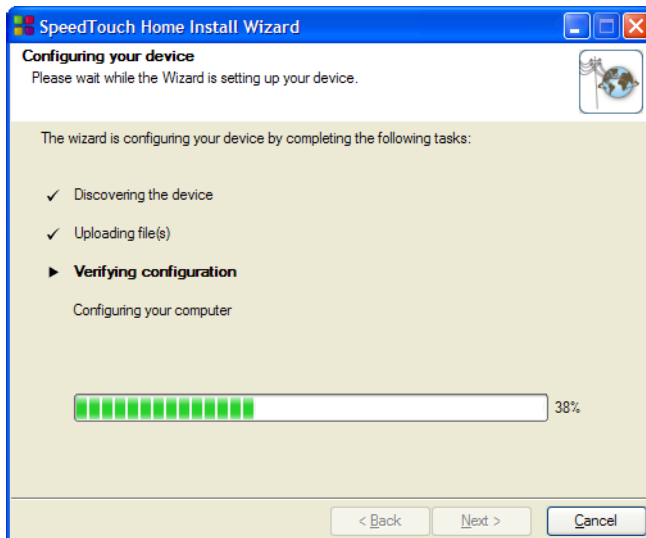 SpeedTouch Home Install Wizard
Configuring your device
Please wait while the Wizard is setting up your device.
The wizard is configuring your device by completing the following tasks:
✓ Discovering the device
✓ Uploading file(s)
► Verifying configuration
Configuring your computer
38%
< Back Next > Cancel